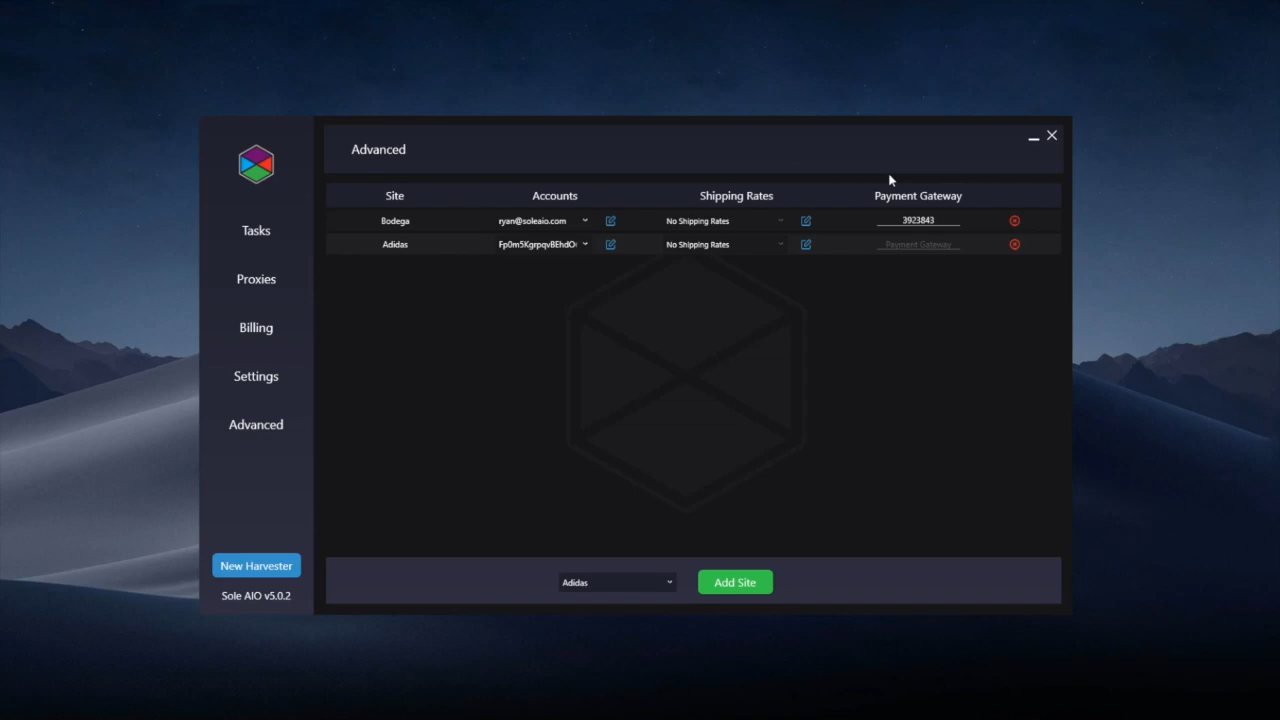 Advanced
Site Accounts Shipping Rates Payment Gateway
Bodega ryan@soleaio.com No Shipping Rates 3923843
Adidas No Shipping Rates Payment Gateway
Tasks
Proxies
Billing
Settings
Advanced
New Harvester
Sole AIO v5.0.2
Adidas Add Site